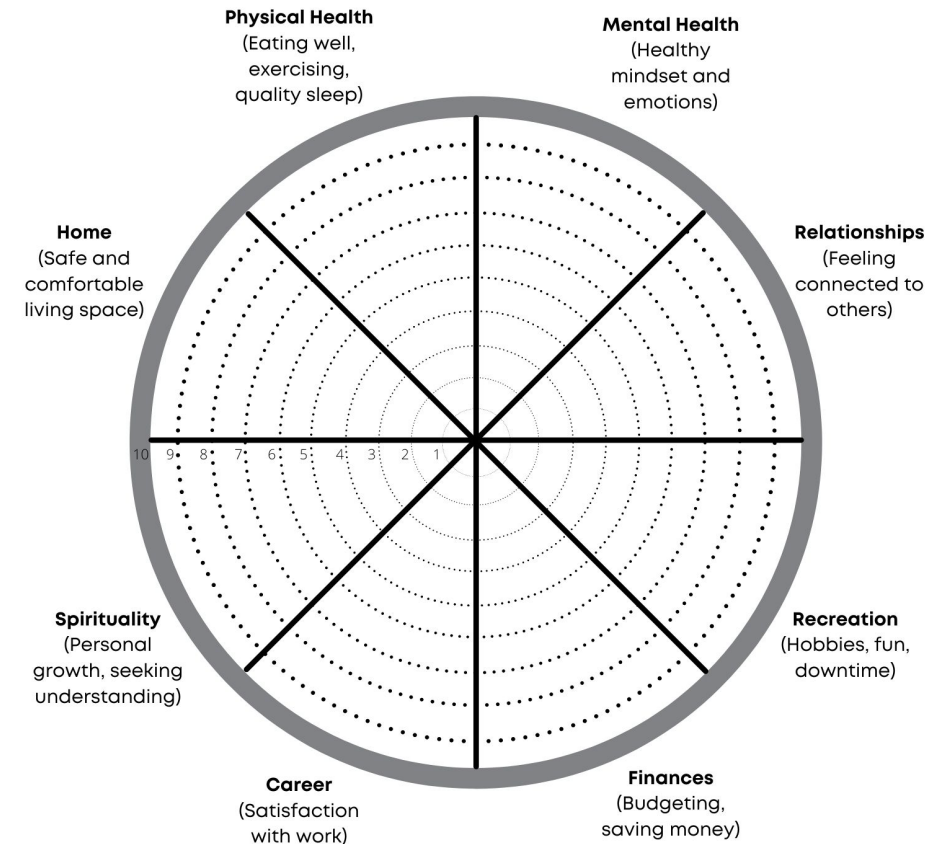 Physical Health
(Eating well,
exercising,
quality sleep)
Mental Health
(Healthy
mindset and
emotions)
Home
(Safe and
comfortable
living space)
Relationships
(Feeling
connected to
others)
10 9 8 7 6 5 4 3 2 1
Spirituality
(Personal
growth, seeking
understanding)
Recreation
(Hobbies, fun,
downtime)
Career
(Satisfaction
with work)
Finances
(Budgeting,
saving money)